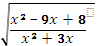 √((x² − 9x + 8)/(x² + 3x))